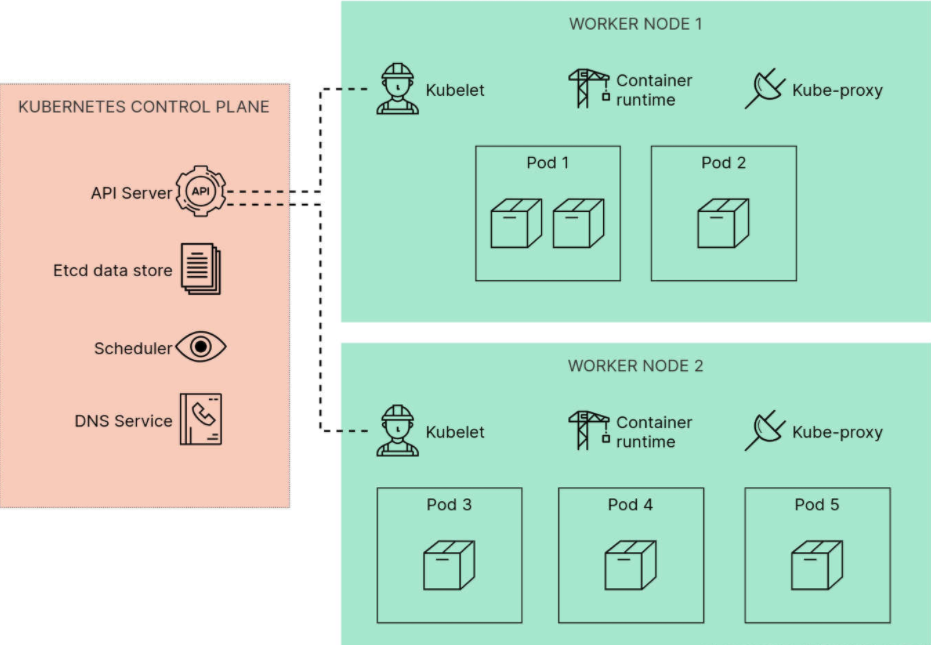 KUBERNETES CONTROL PLANE
API Server
API
Etcd data store
Scheduler
DNS Service
WORKER NODE 1
Kubelet
Container
runtime
Kube-proxy
Pod 1
Pod 2
WORKER NODE 2
Kubelet
Container
runtime
Kube-proxy
Pod 3
Pod 4
Pod 5